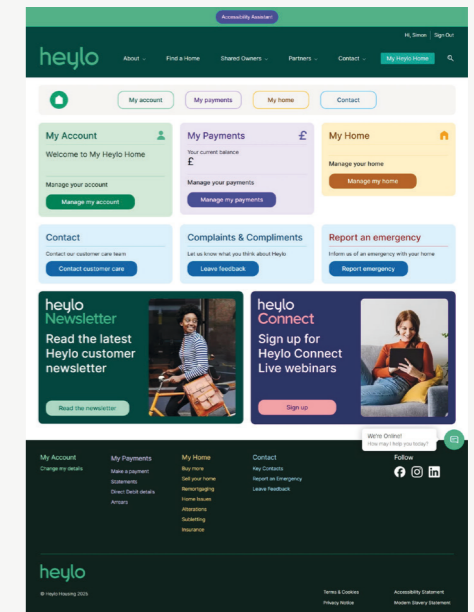 Accessibility Assistant
Hi, Simon | Sign Out
heylo
About
Find a Home
Shared Owners
Partners
Contact
My Heylo Home
My account
My payments
My home
Contact
My Account
Welcome to My Heylo Home
Manage your account
Manage my account
My Payments
£
Your current balance
£
Manage your payments
Manage my payments
My Home
Manage your home
Manage my home
Contact
Contact our customer care team
Contact customer care
Complaints & Compliments
Let us know what you think about Heylo
Leave feedback
Report an emergency
Inform us of an emergency with your home
Report emergency
heylo
Newsletter
Read the latest
Heylo customer
newsletter
Read the newsletter
heylo
Connect
Sign up for
Heylo Connect
Live webinars
Sign up
We're Online!
How may I help you today?
My Account
Change my details
My Payments
Make a payment
Statements
Direct Debit details
Arrears
My Home
Buy more
Sell your home
Remortgaging
Home Issues
Alterations
Subletting
Insurance
Contact
Key Contacts
Report an Emergency
Leave Feedback
Follow
heylo
© Heylo Housing 2025
Terms & Cookies
Privacy Notice
Accessibility Statement
Modern Slavery Statement